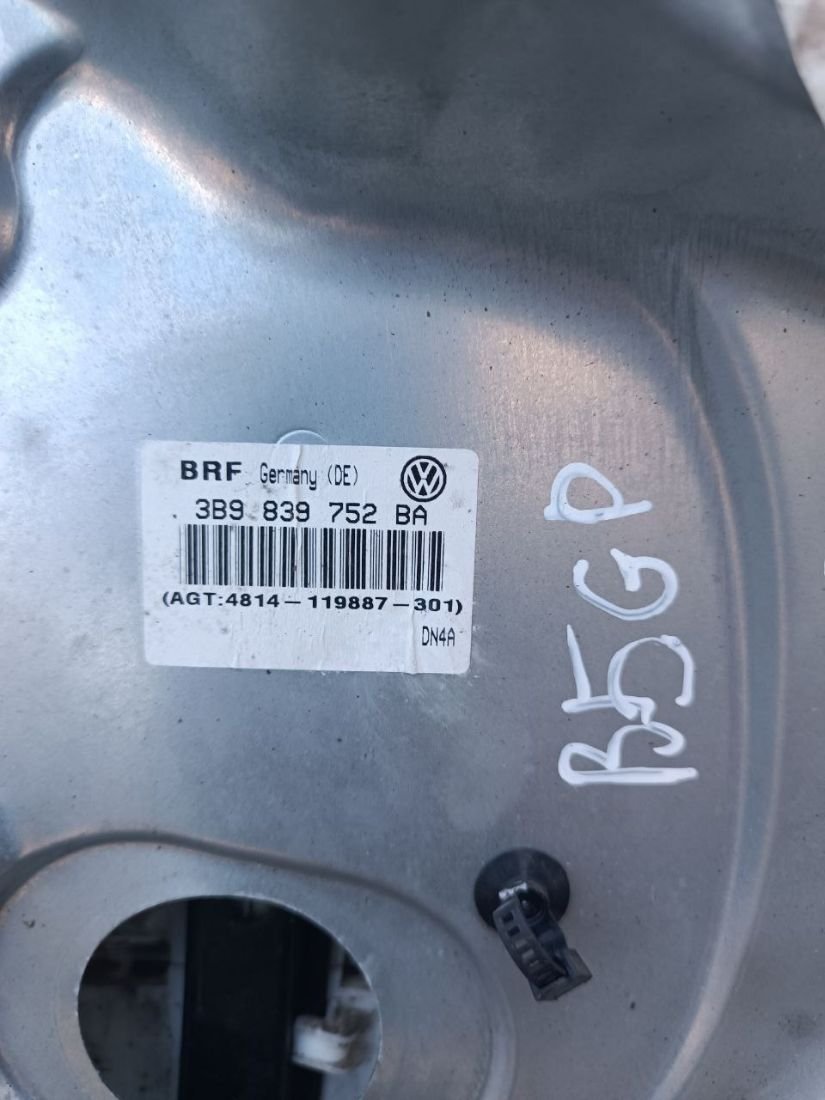 BRF Germany (DE)
3B9 839 752 BA
(AGT:4814-119887-301)
DN4A
B5GP